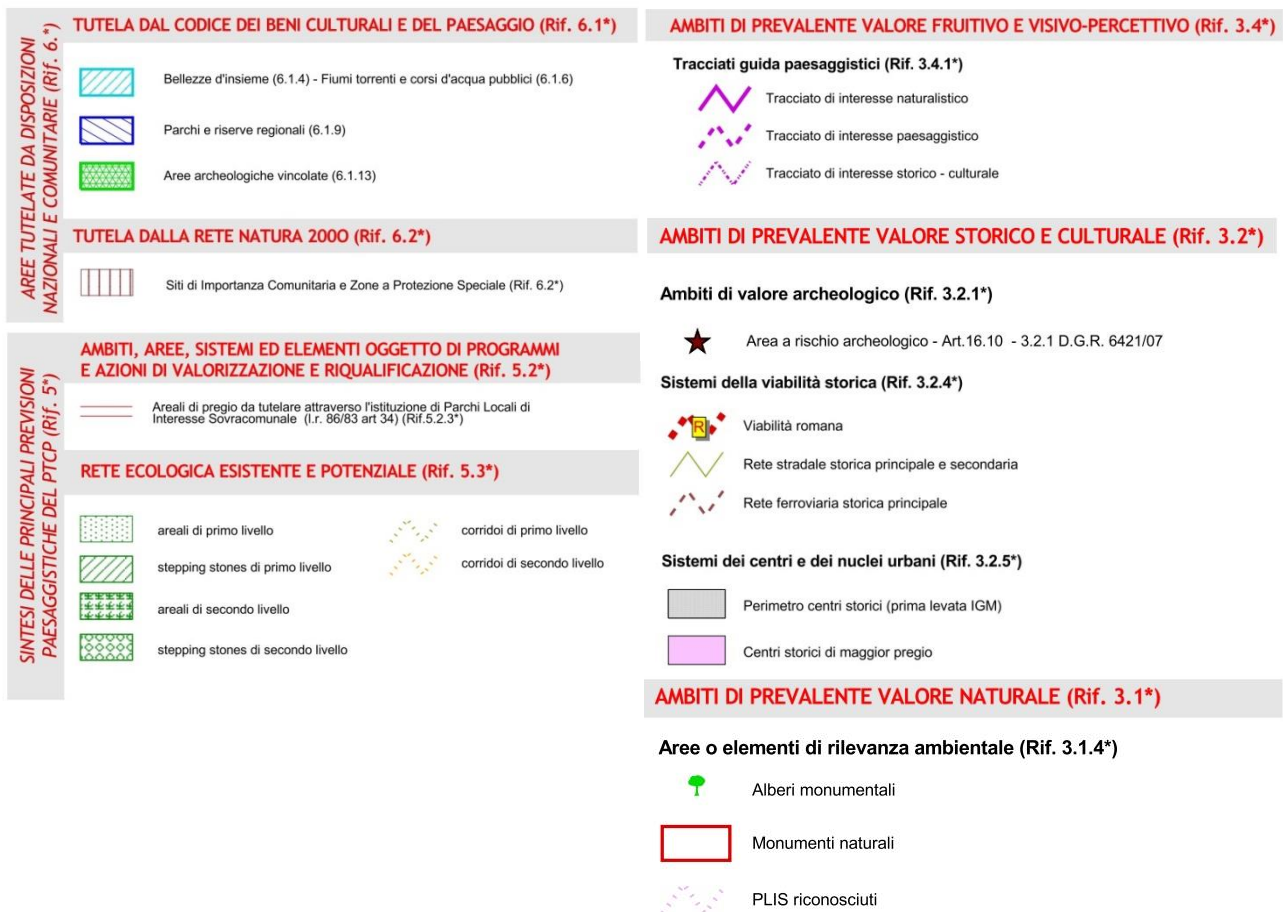 AREE TUTELATE DA DISPOSIZIONI
NAZIONALI E COMUNITARIE (Rif. 6.*)
TUTELA DAL CODICE DEI BENI CULTURALI E DEL PAESAGGIO (Rif. 6.1*)
Bellezze d'insieme (6.1.4) - Fiumi torrenti e corsi d'acqua pubblici (6.1.6)
Parchi e riserve regionali (6.1.9)
Aree archeologiche vincolate (6.1.13)
TUTELA DALLA RETE NATURA 2000 (Rif. 6.2*)
Siti di Importanza Comunitaria e Zone a Protezione Speciale (Rif. 6.2*)
SINTESI DELLE PRINCIPALI PREVISIONI
PAESAGGISTICHE DEL PTCP (Rif. 5*)
AMBITI, AREE, SISTEMI ED ELEMENTI OGGETTO DI PROGRAMMI
E AZIONI DI VALORIZZAZIONE E RIQUALIFICAZIONE (Rif. 5.2*)
Areali di pregio da tutelare attraverso l'istituzione di Parchi Locali di
Interesse Sovracomunale (l.r. 86/83 art 34) (Rif.5.2.3*)
RETE ECOLOGICA ESISTENTE E POTENZIALE (Rif. 5.3*)
areali di primo livello
stepping stones di primo livello
areali di secondo livello
stepping stones di secondo livello
corridoi di primo livello
corridoi di secondo livello
AMBITI DI PREVALENTE VALORE FRUITIVO E VISIVO-PERCETTIVO (Rif. 3.4*)
Tracciati guida paesaggistici (Rif. 3.4.1*)
Tracciato di interesse naturalistico
Tracciato di interesse paesaggistico
Tracciato di interesse storico - culturale
AMBITI DI PREVALENTE VALORE STORICO E CULTURALE (Rif. 3.2*)
Ambiti di valore archeologico (Rif. 3.2.1*)
Area a rischio archeologico - Art.16.10 - 3.2.1 D.G.R. 6421/07
Sistemi della viabilità storica (Rif. 3.2.4*)
R
Viabilità romana
Rete stradale storica principale e secondaria
Rete ferroviaria storica principale
Sistemi dei centri e dei nuclei urbani (Rif. 3.2.5*)
Perimetro centri storici (prima levata IGM)
Centri storici di maggior pregio
AMBITI DI PREVALENTE VALORE NATURALE (Rif. 3.1*)
Aree o elementi di rilevanza ambientale (Rif. 3.1.4*)
Alberi monumentali
Monumenti naturali
PLIS riconosciuti